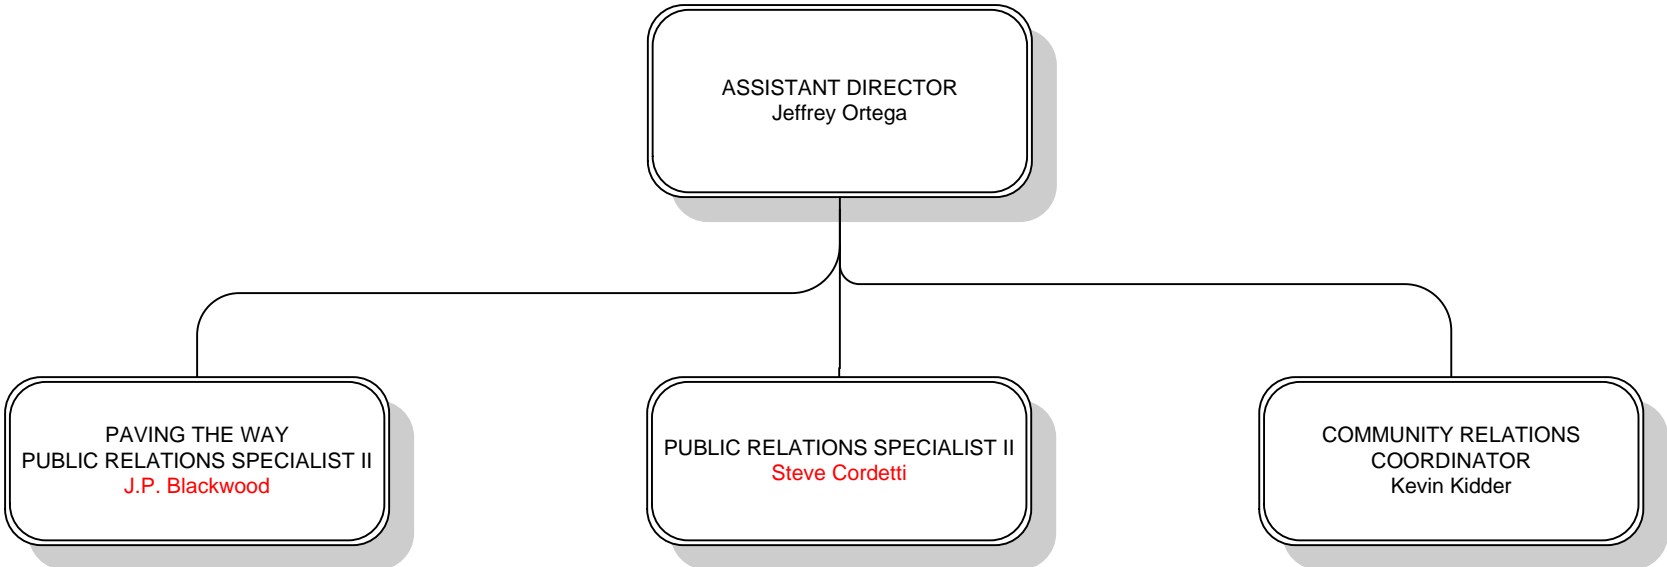 ASSISTANT DIRECTOR
Jeffrey Ortega
PAVING THE WAY
PUBLIC RELATIONS SPECIALIST II
J.P. Blackwood
PUBLIC RELATIONS SPECIALIST II
Steve Cordetti
COMMUNITY RELATIONS
COORDINATOR
Kevin Kidder